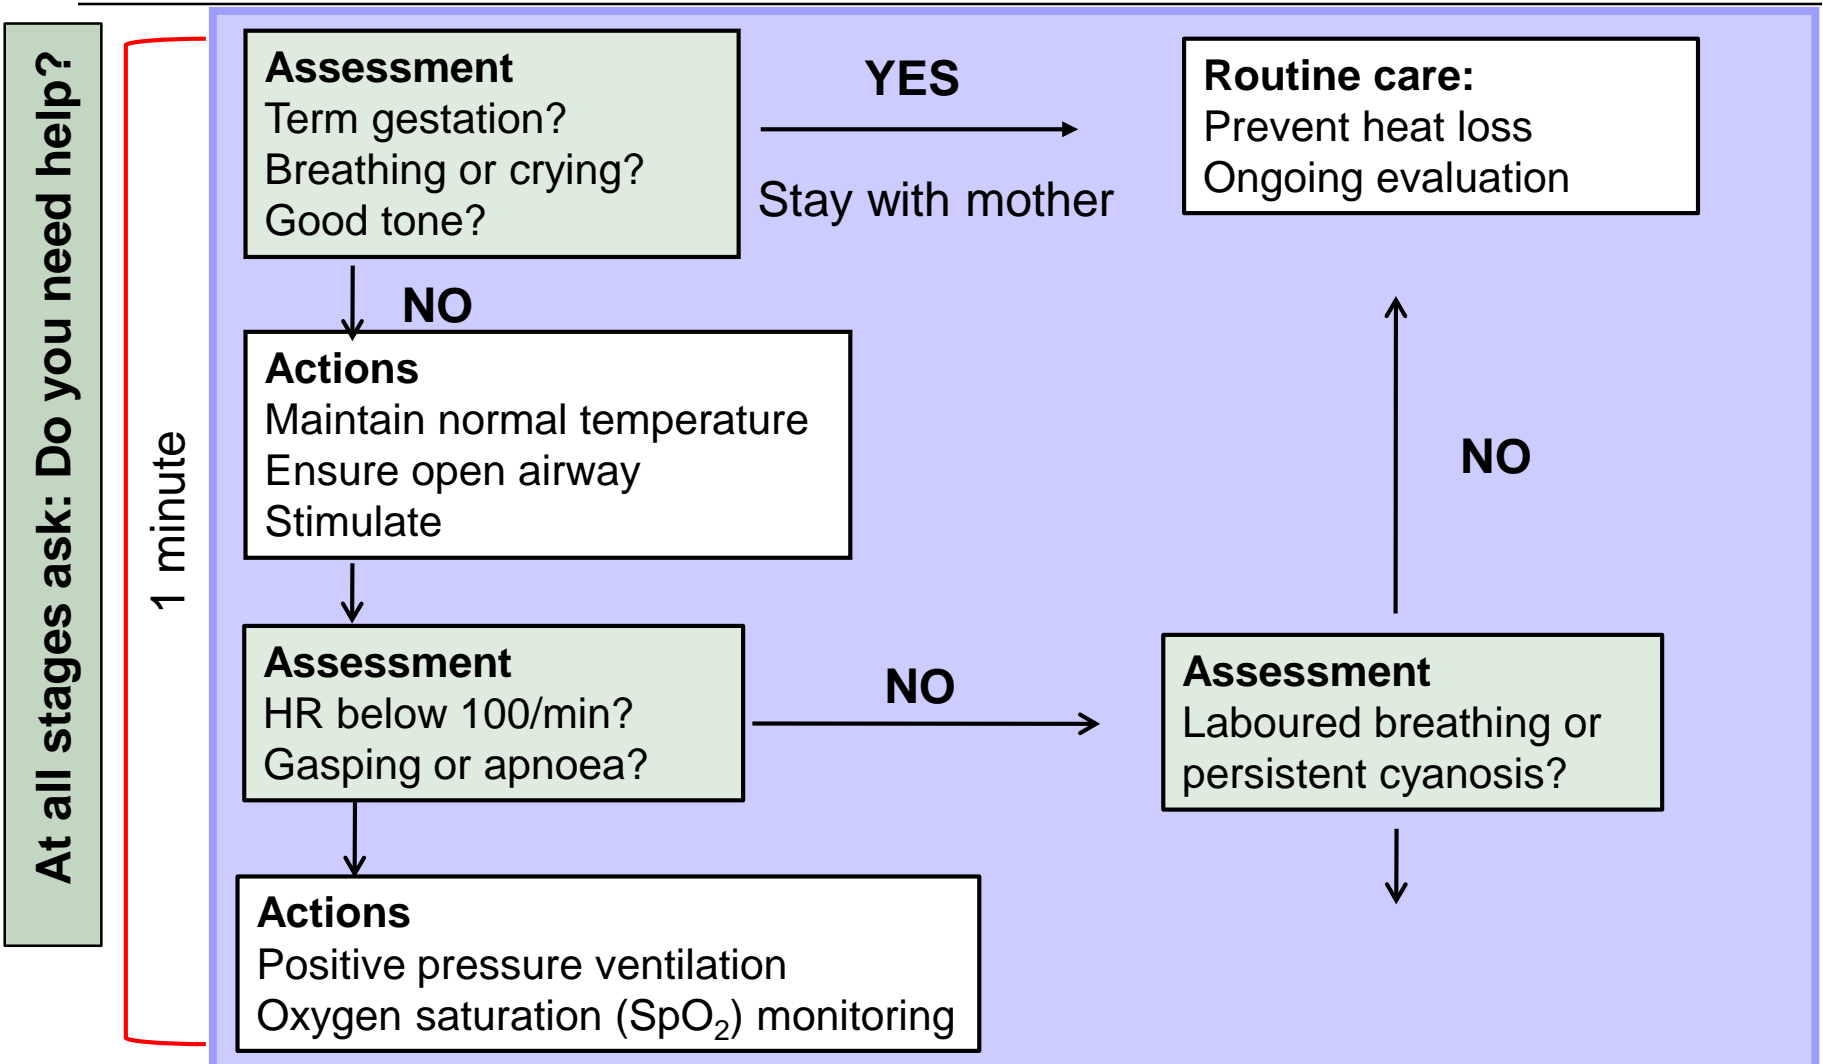 At all stages ask: Do you need help?
1 minute
Assessment
Term gestation?
Breathing or crying?
Good tone?
YES
Stay with mother
Routine care:
Prevent heat loss
Ongoing evaluation
NO
Actions
Maintain normal temperature
Ensure open airway
Stimulate
NO
Assessment
HR below 100/min?
Gasping or apnoea?
NO
Assessment
Laboured breathing or
persistent cyanosis?
Actions
Positive pressure ventilation
Oxygen saturation (SpO₂) monitoring